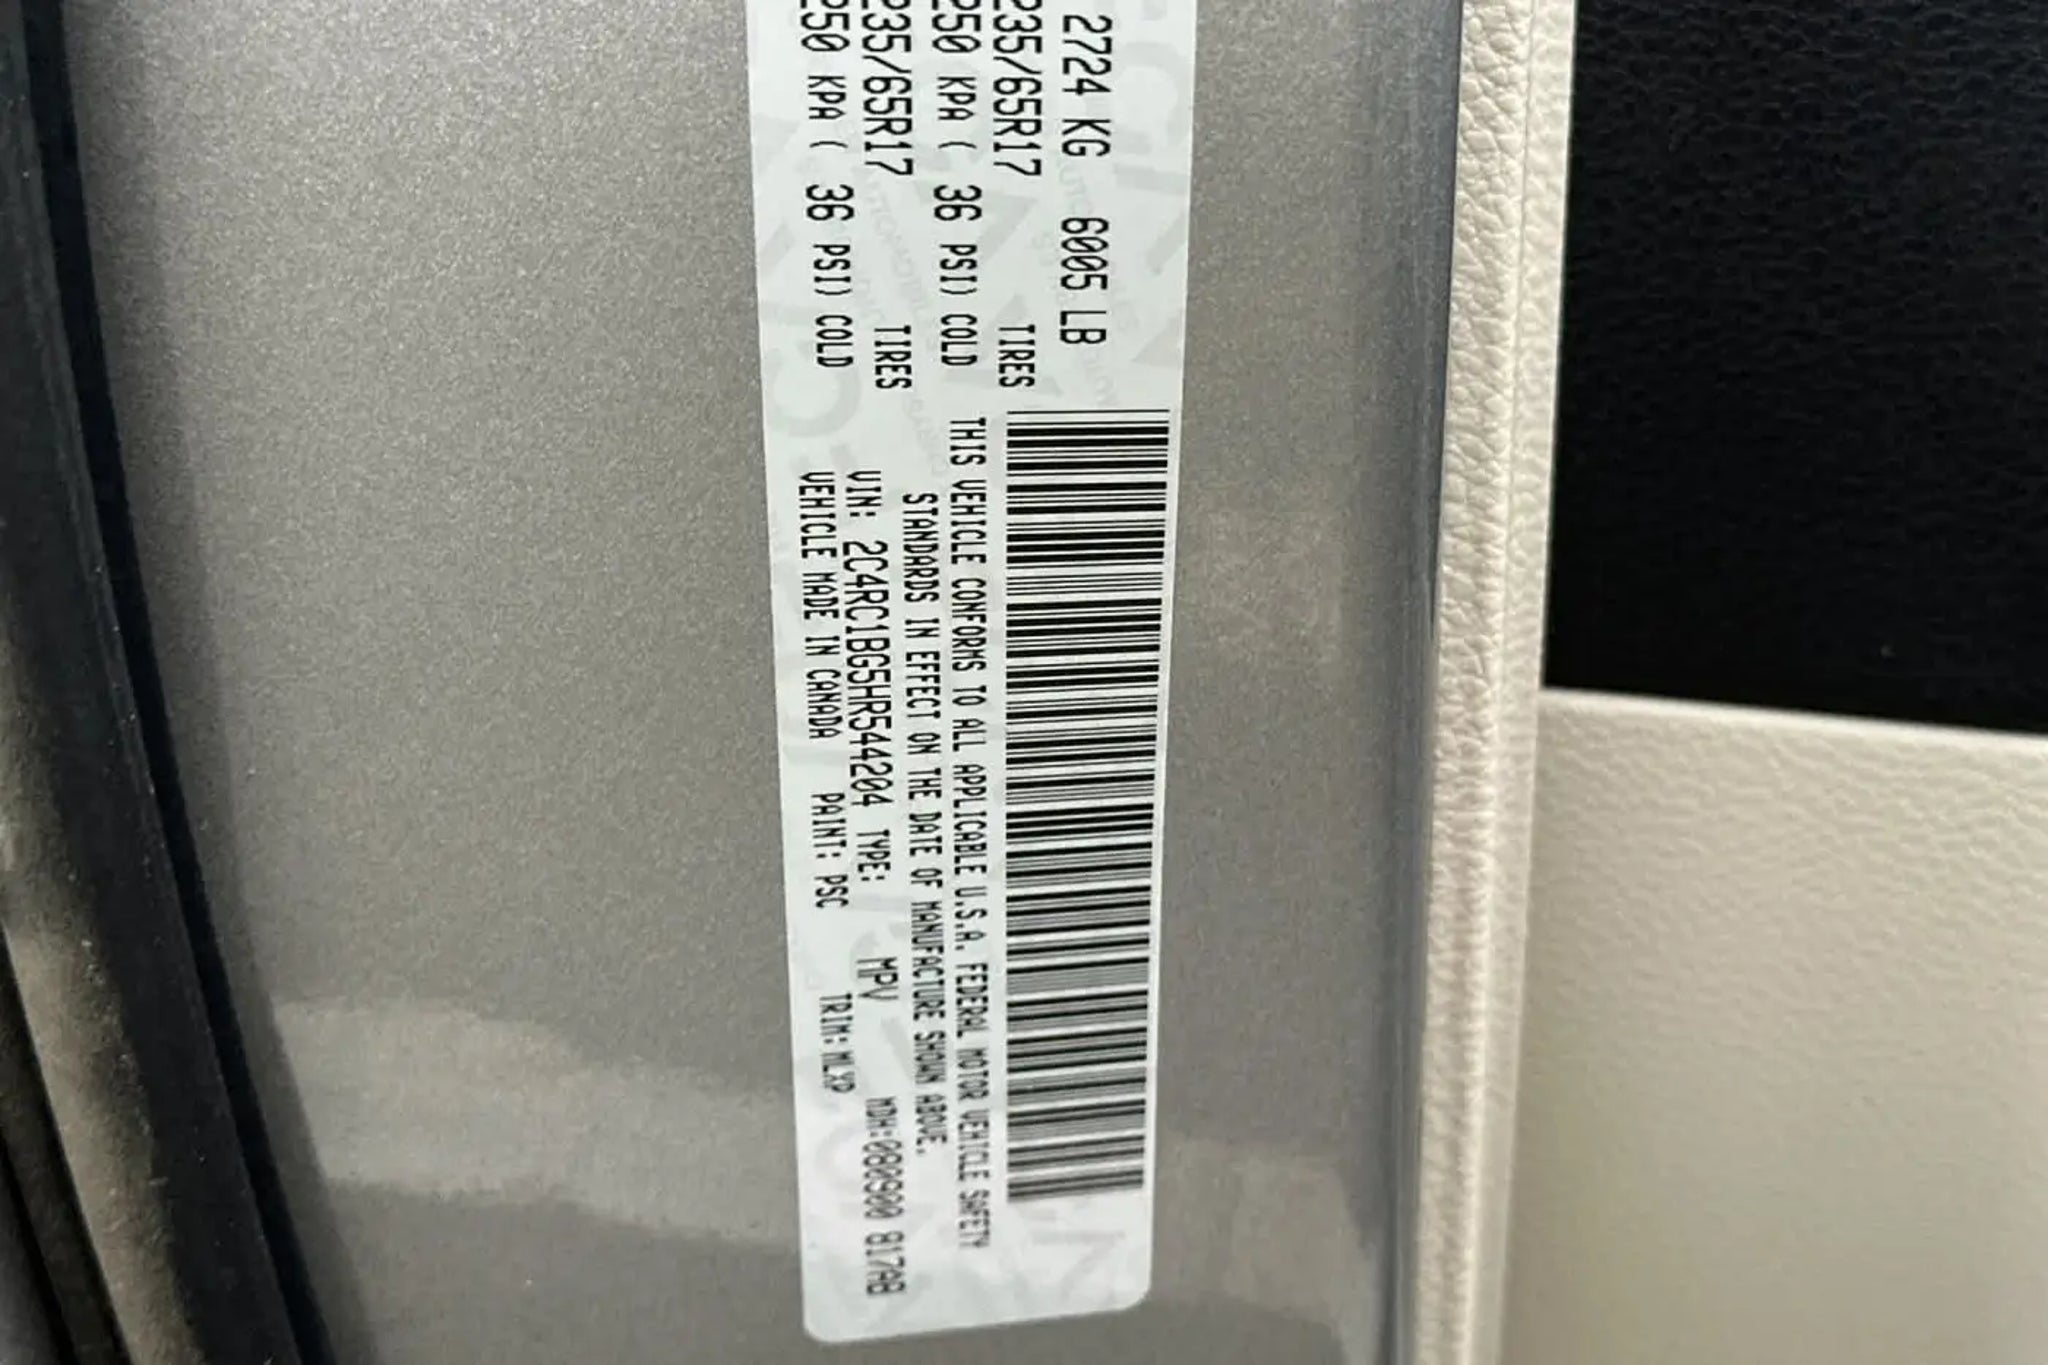 2724 KG 6005 LB
TIRES
235/65R17
250 KPA ( 36 PSI) COLD
TIRES
235/65R17
250 KPA ( 36 PSI) COLD
THIS VEHICLE CONFORMS TO ALL APPLICABLE U.S.A. FEDERAL MOTOR VEHICLE SAFETY
STANDARDS IN EFFECT ON THE DATE OF MANUFACTURE SHOWN ABOVE.
VIN: 2C4RC1BG5HR544204 TYPE: MPV MDH:080900 817AB
VEHICLE MADE IN CANADA PAINT: PSC TRIM:MLXP